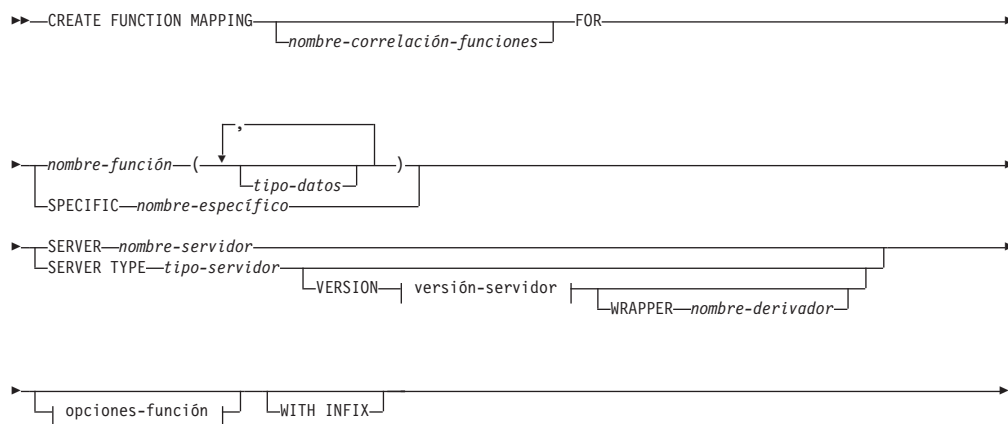 CREATE FUNCTION MAPPING FOR
nombre-correlación-funciones
,
nombre-función ( )
tipo-datos
SPECIFIC nombre-específico
SERVER nombre-servidor
SERVER TYPE tipo-servidor
VERSION versión-servidor
WRAPPER nombre-derivador
opciones-función WITH INFIX